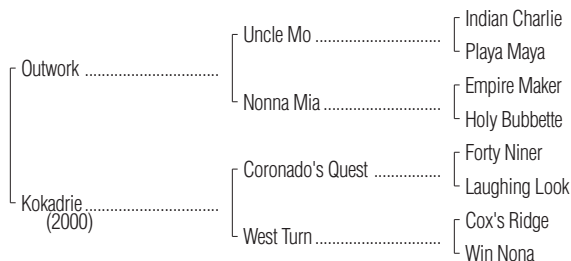 Indian Charlie
Uncle Mo ...............................
Playa Maya
Outwork .................................
Empire Maker
Nonna Mia.............................
Holy Bubbette
Forty Niner
Coronado's Quest ................
Laughing Look
Kokadrie..........................
(2000)
Cox's Ridge
West Turn ...............................
Win Nona